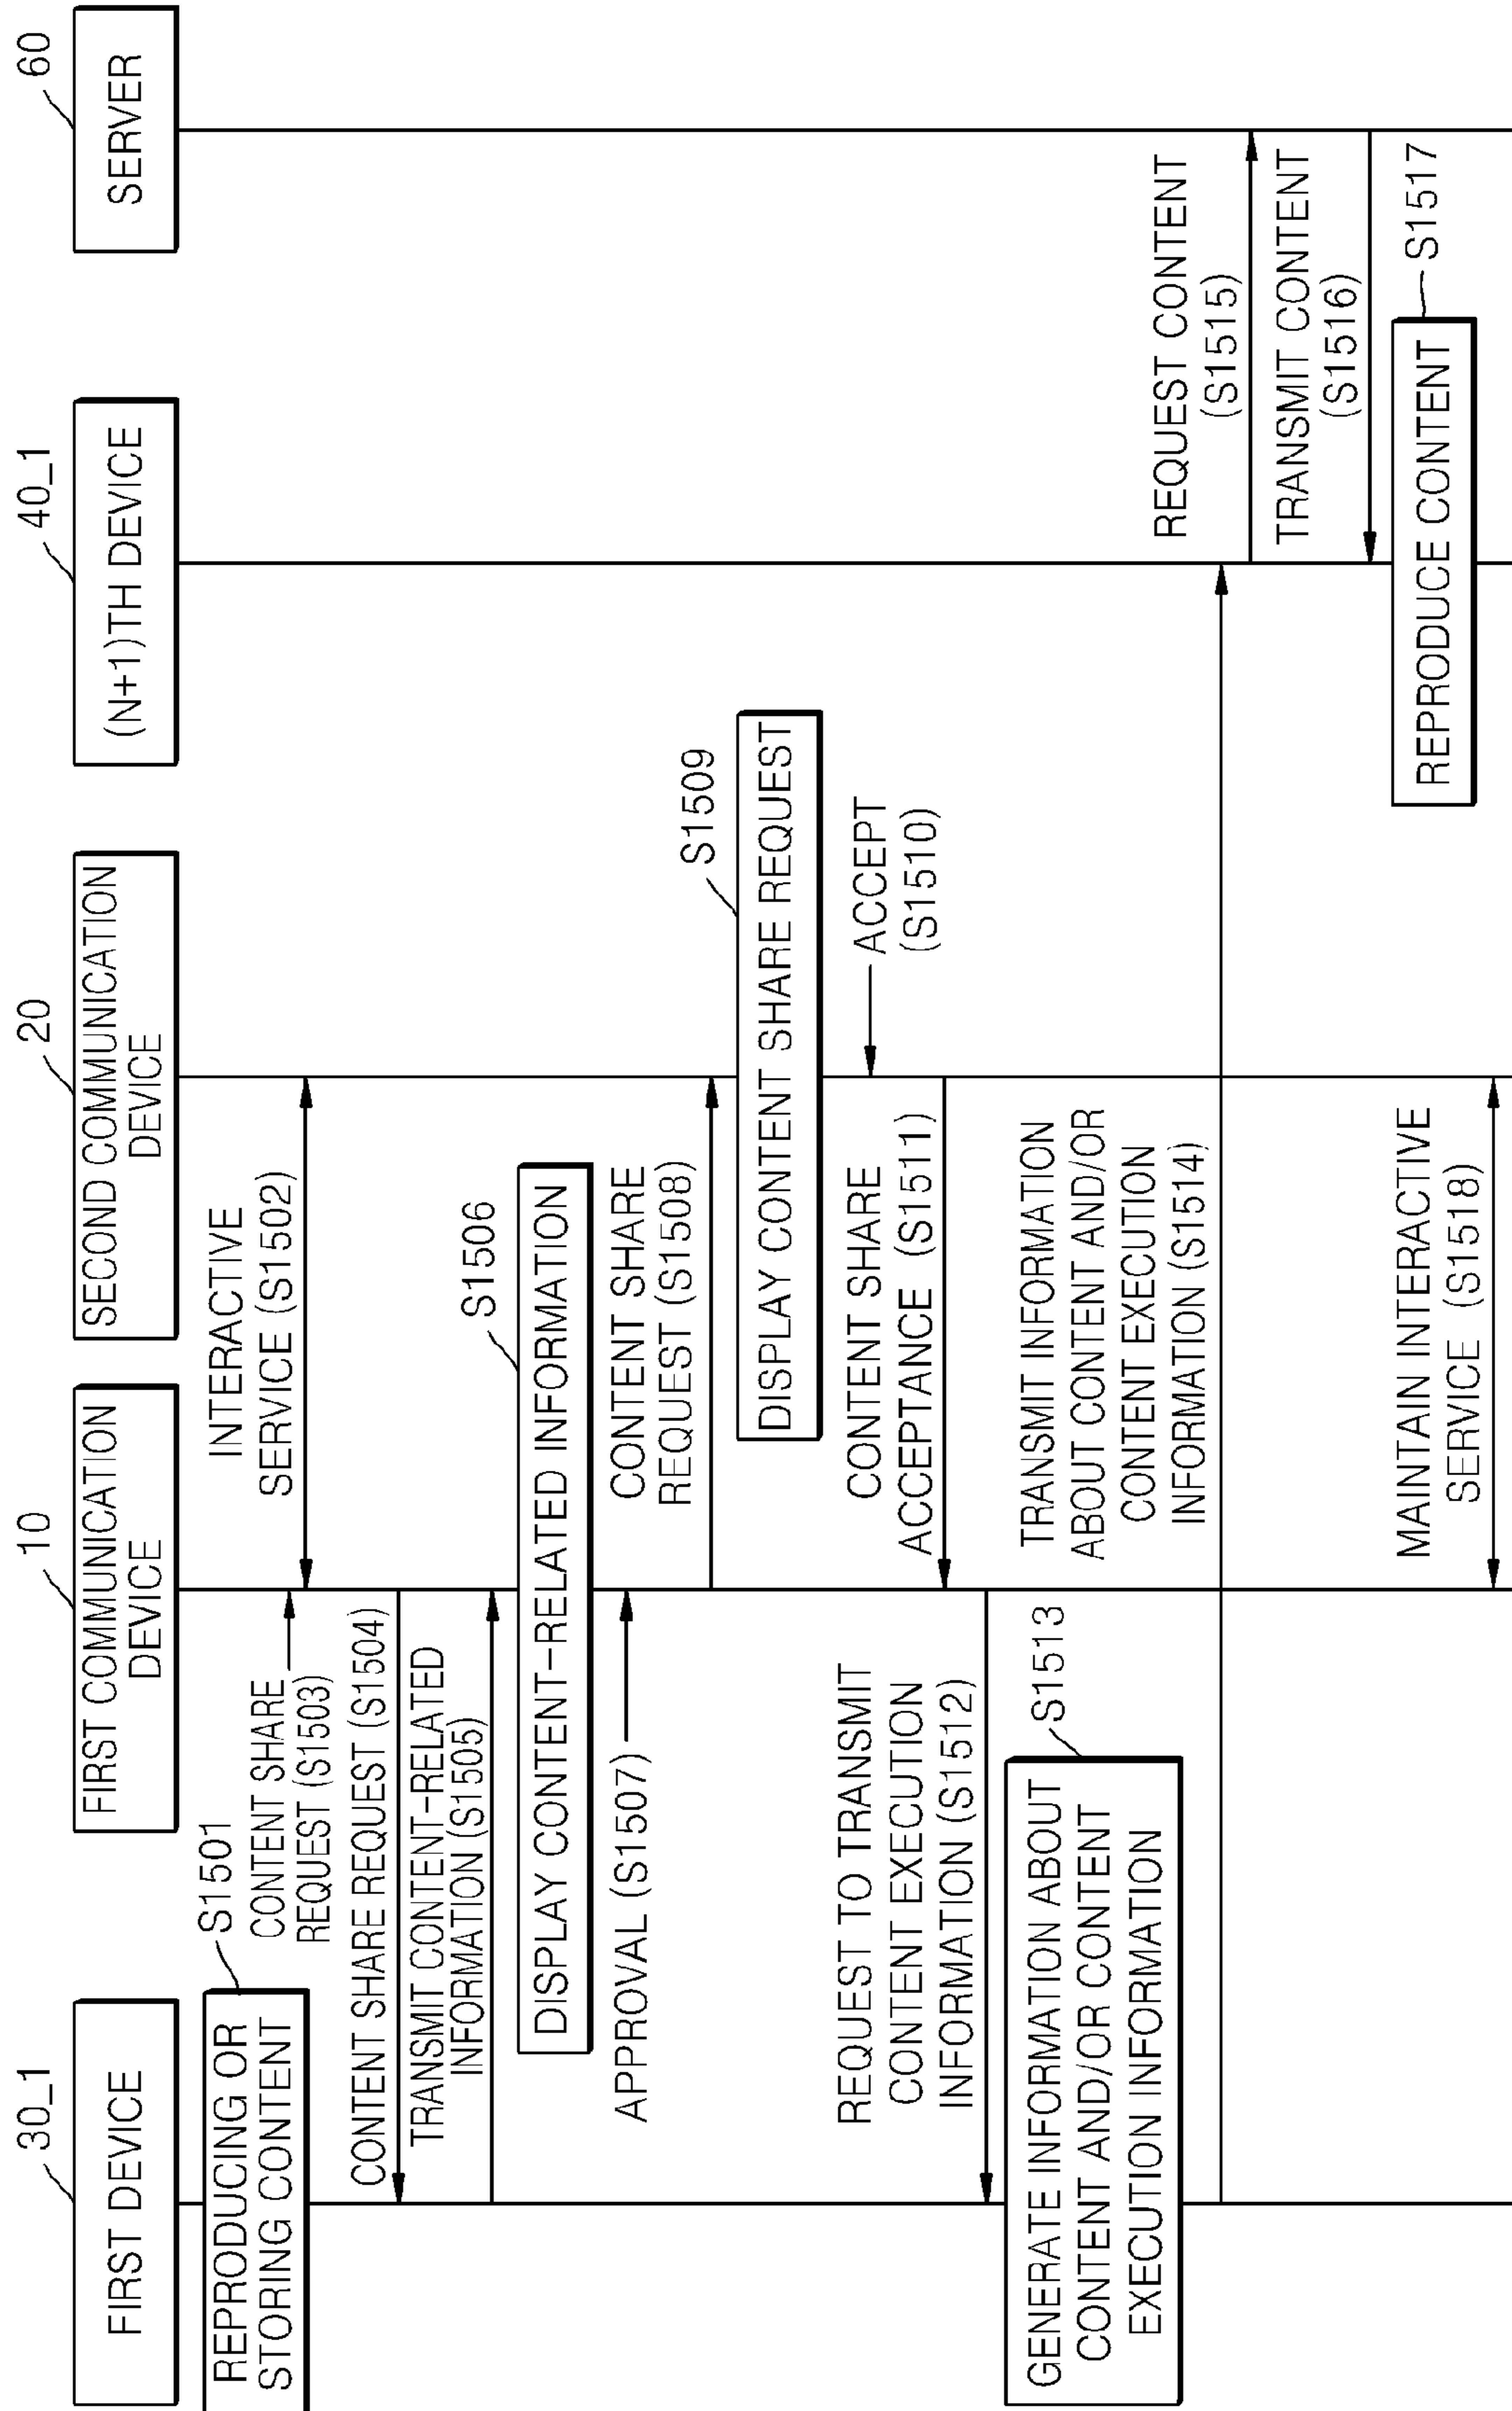 30_1
10
20
40_1
60
FIRST DEVICE
FIRST COMMUNICATION
DEVICE
SECOND COMMUNICATION
DEVICE
(N+1)TH DEVICE
SERVER
S1501
REPRODUCING OR
STORING CONTENT
INTERACTIVE
SERVICE (S1502)
CONTENT SHARE
REQUEST (S1503)
CONTENT SHARE REQUEST (S1504)
TRANSMIT CONTENT-RELATED
INFORMATION (S1505)
S1506
DISPLAY CONTENT-RELATED INFORMATION
APPROVAL (S1507)
CONTENT SHARE
REQUEST (S1508)
S1509
DISPLAY CONTENT SHARE REQUEST
ACCEPT
(S1510)
CONTENT SHARE
ACCEPTANCE (S1511)
REQUEST TO TRANSMIT
CONTENT EXECUTION
INFORMATION (S1512)
S1513
GENERATE INFORMATION ABOUT
CONTENT AND/OR CONTENT
EXECUTION INFORMATION
TRANSMIT INFORMATION
ABOUT CONTENT AND/OR
CONTENT EXECUTION
INFORMATION (S1514)
REQUEST CONTENT
(S1515)
TRANSMIT CONTENT
(S1516)
REPRODUCE CONTENT
S1517
MAINTAIN INTERACTIVE
SERVICE (S1518)